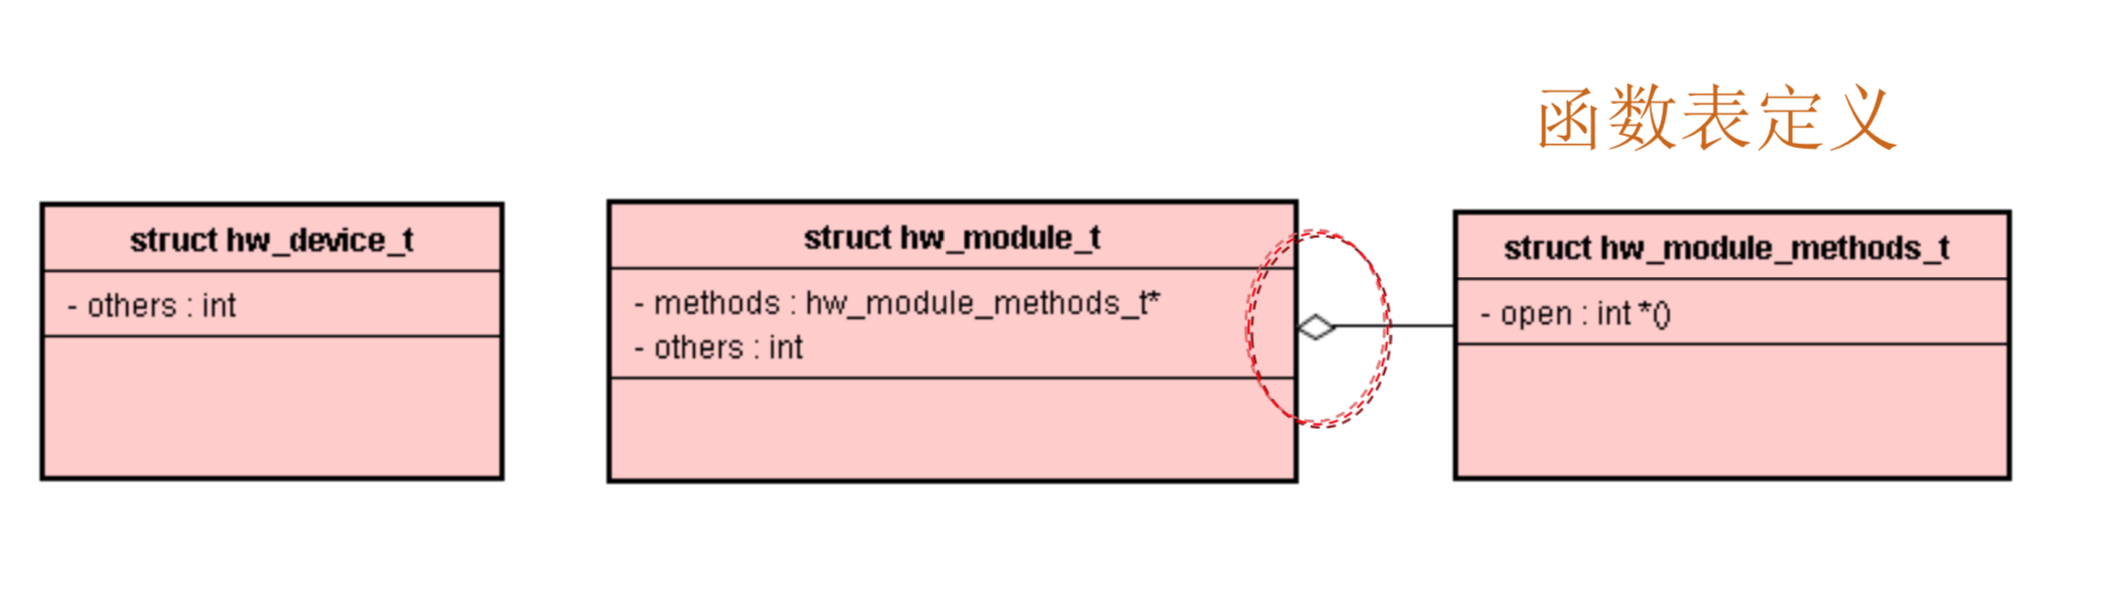 函数表定义
struct hw_device_t
- others : int
struct hw_module_t
- methods : hw_module_methods_t*
- others : int
struct hw_module_methods_t
- open : int *()